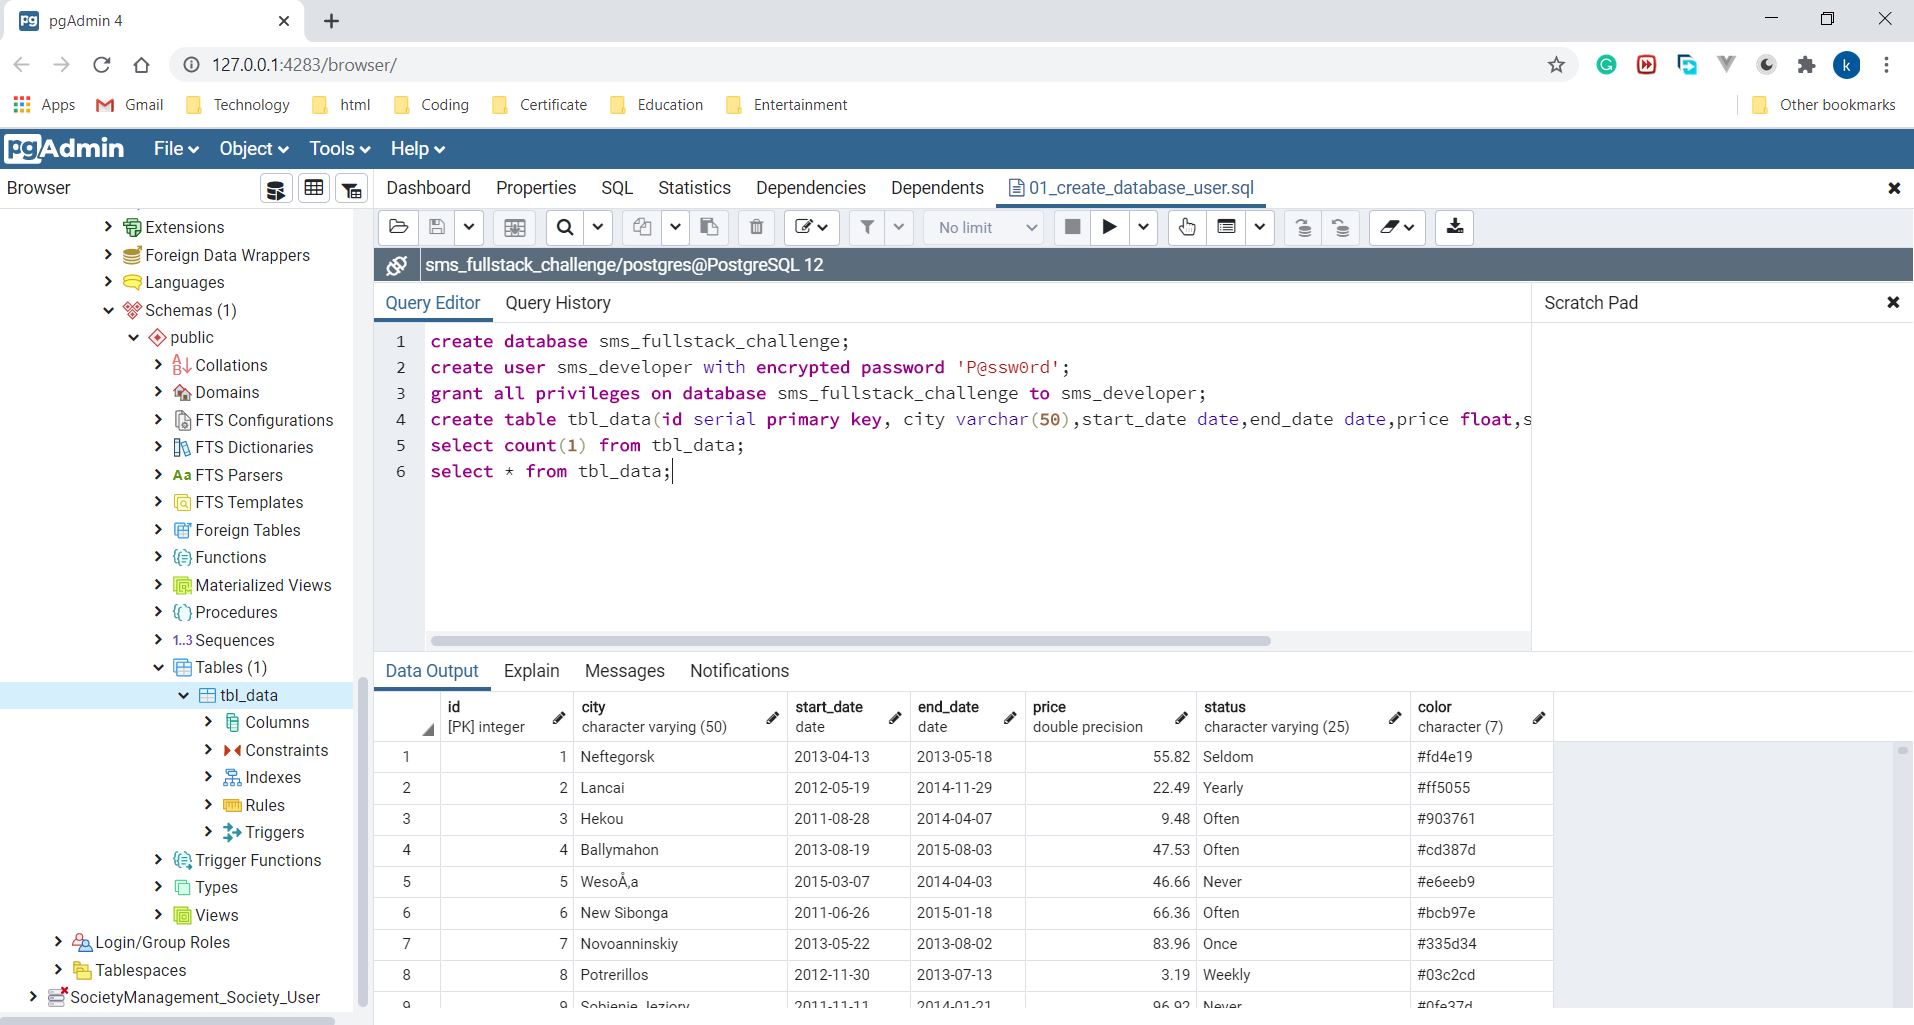 pgAdmin 4
127.0.0.1:4283/browser/
k
Apps Gmail Technology html Coding Certificate Education Entertainment Other bookmarks
pgAdmin File Object Tools Help
Browser
Dashboard Properties SQL Statistics Dependencies Dependents 01_create_database_user.sql
No limit
sms_fullstack_challenge/postgres@PostgreSQL 12
Extensions
Foreign Data Wrappers
Languages
Schemas (1)
public
Collations
Domains
FTS Configurations
FTS Dictionaries
Aa FTS Parsers
FTS Templates
Foreign Tables
Functions
Materialized Views
Procedures
1..3 Sequences
Tables (1)
tbl_data
Columns
Constraints
Indexes
Rules
Triggers
Trigger Functions
Types
Views
Login/Group Roles
Tablespaces
SocietyManagement_Society_User
Query Editor Query History
Scratch Pad
1 create database sms_fullstack_challenge;
2 create user sms_developer with encrypted password 'P@ssw0rd';
3 grant all privileges on database sms_fullstack_challenge to sms_developer;
4 create table tbl_data(id serial primary key, city varchar(50),start_date date,end_date date,price float,s
5 select count(1) from tbl_data;
6 select * from tbl_data;
Data Output Explain Messages Notifications
id city start_date end_date price status color
[PK] integer character varying (50) date date double precision character varying (25) character (7)
1 1 Neftegorsk 2013-04-13 2013-05-18 55.82 Seldom #fd4e19
2 2 Lancai 2012-05-19 2014-11-29 22.49 Yearly #ff5055
3 3 Hekou 2011-08-28 2014-04-07 9.48 Often #903761
4 4 Ballymahon 2013-08-19 2015-08-03 47.53 Often #cd387d
5 5 WesoÅ‚a 2015-03-07 2014-04-03 46.66 Never #e6eeb9
6 6 New Sibonga 2011-06-26 2015-01-18 66.36 Often #bcb97e
7 7 Novoanninskiy 2013-05-22 2013-08-02 83.96 Once #335d34
8 8 Potrerillos 2012-11-30 2013-07-13 3.19 Weekly #03c2cd
9 9 Sobienie Jeziory 2011-11-11 2014-01-21 96.92 Never #0fe37d